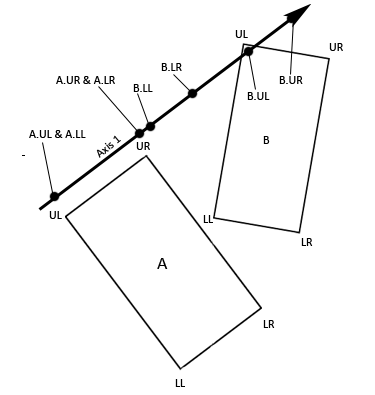 UL
UR
B.LR
A.UR & A.LR
B.LL
B.UR
B.UL
A.UL & A.LL
Axis 1
B
UR
UL
LL
LR
A
LR
LL